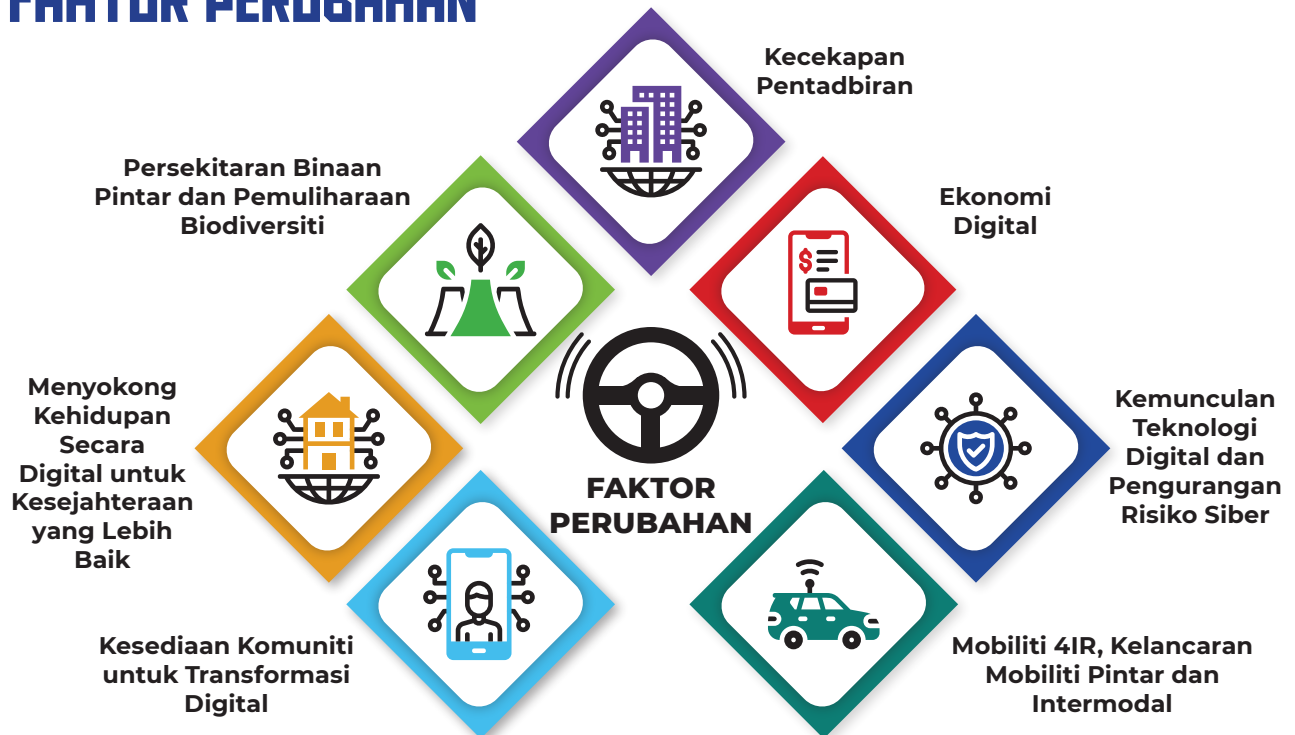 FAKTOR PERUBAHAN
Kecekapan
Pentadbiran
Persekitaran Binaan
Pintar dan Pemuliharaan
Biodiversiti
Ekonomi
Digital
$
Menyokong
Kehidupan
Secara
Digital untuk
Kesejahteraan
yang Lebih
Baik
Kemunculan
Teknologi
Digital dan
Pengurangan
Risiko Siber
FAKTOR
PERUBAHAN
Kesediaan Komuniti
untuk Transformasi
Digital
Mobiliti 4IR, Kelancaran
Mobiliti Pintar dan
Intermodal